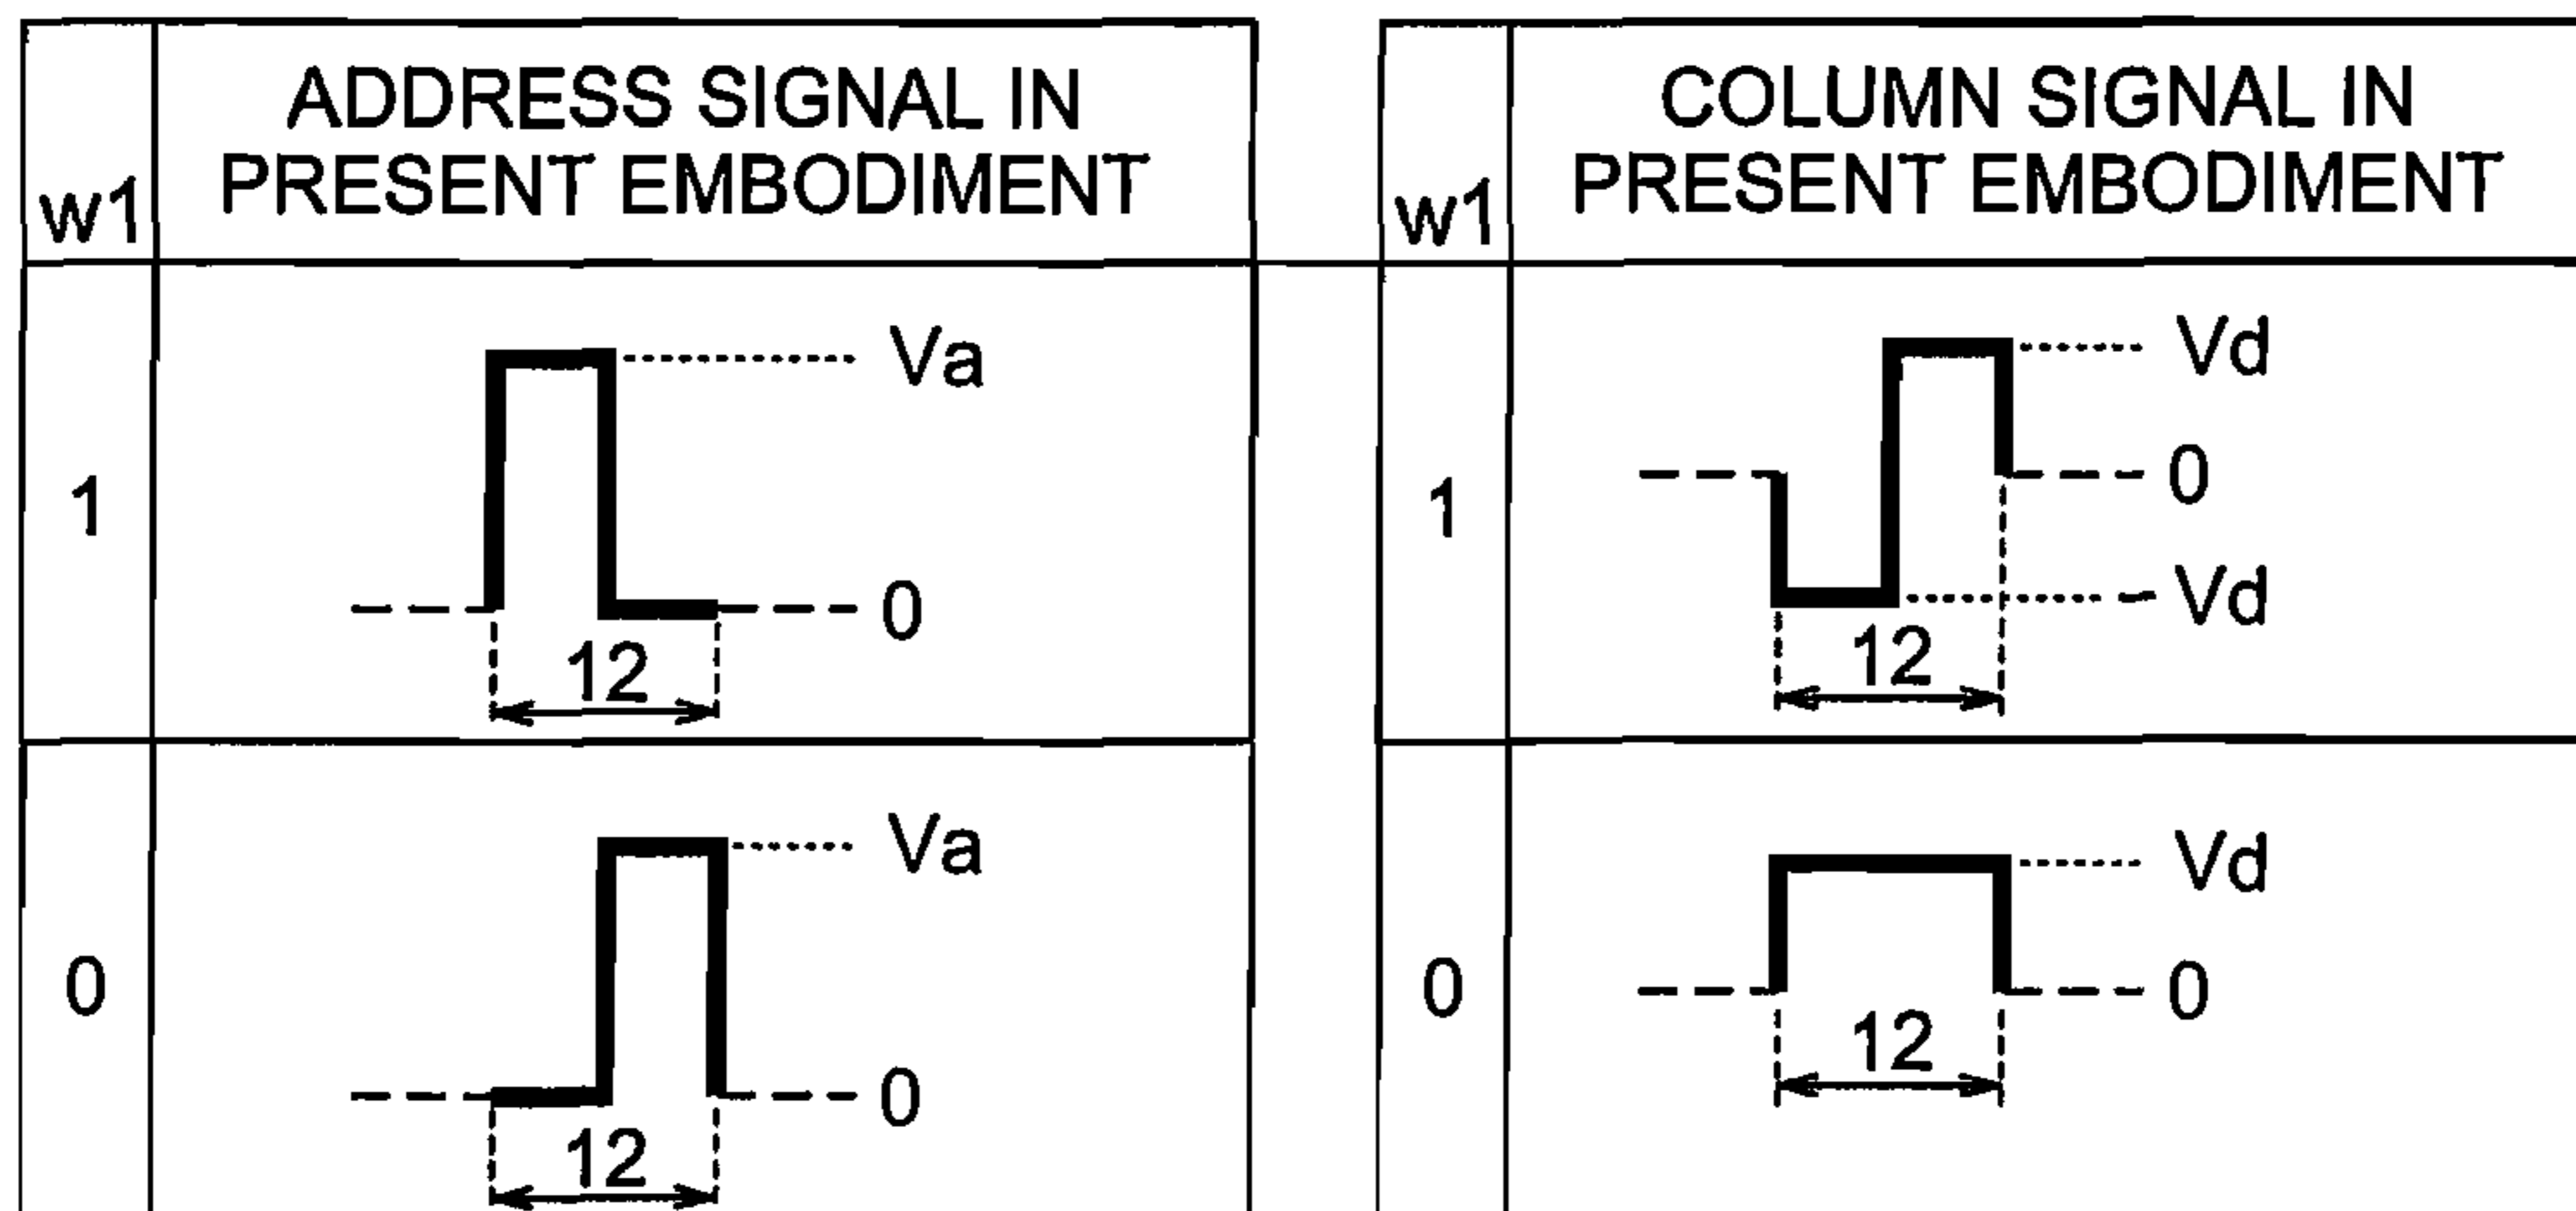 w1
ADDRESS SIGNAL IN
PRESENT EMBODIMENT
1
Va
0
12
0
Va
0
12
w1
COLUMN SIGNAL IN
PRESENT EMBODIMENT
1
Vd
0
- Vd
12
0
Vd
0
12